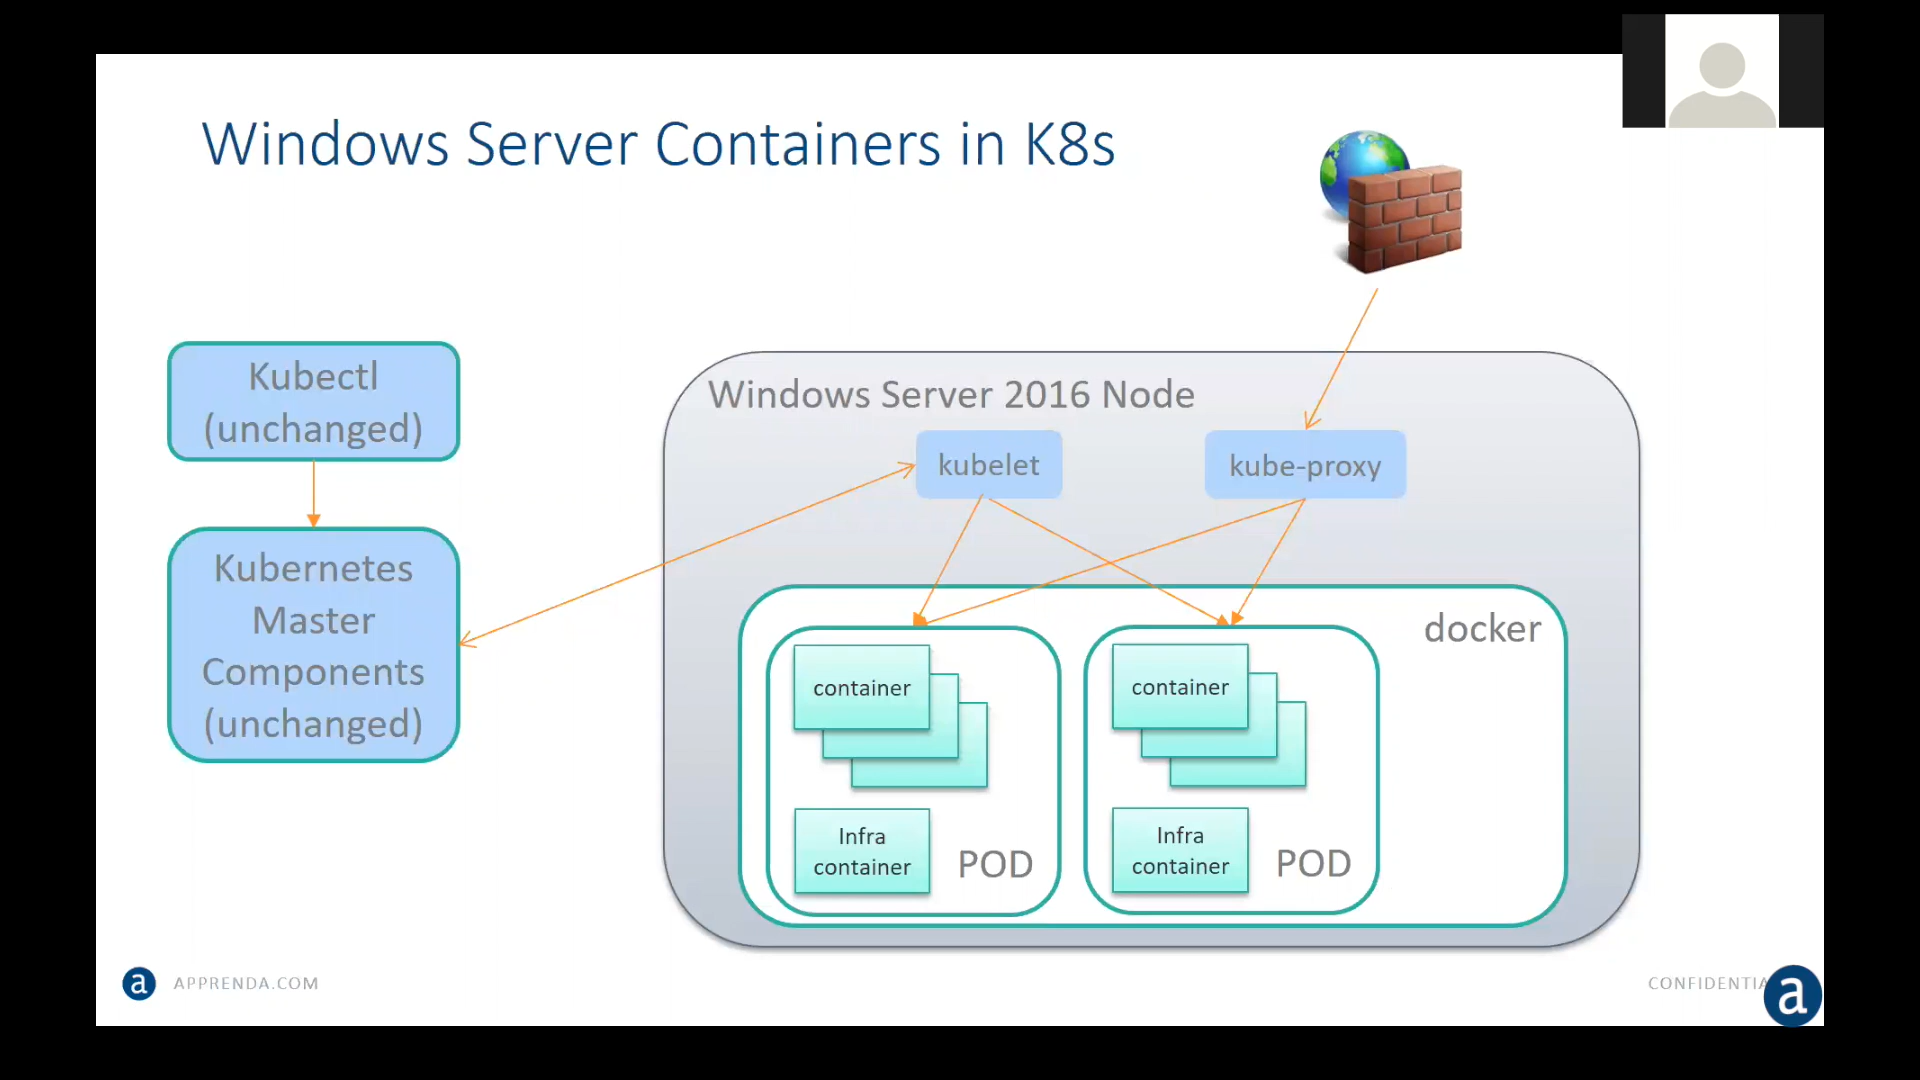 Windows Server Containers in K8s
Kubectl
(unchanged)
Kubernetes
Master
Components
(unchanged)
Windows Server 2016 Node
kubelet
kube-proxy
docker
container
Infra
container
POD
container
Infra
container
POD
a APPRENDA.COM
CONFIDENTIA
a